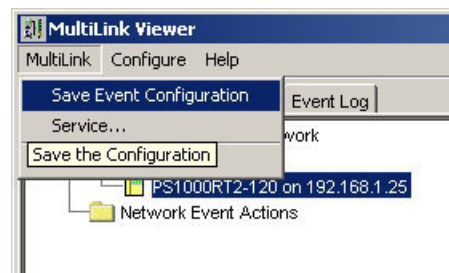 MultiLink Viewer
MultiLink Configure Help
Save Event Configuration
Event Log
Service...
Save the Configuration
PS1000RT2-120 on 192.168.1.25
Network Event Actions